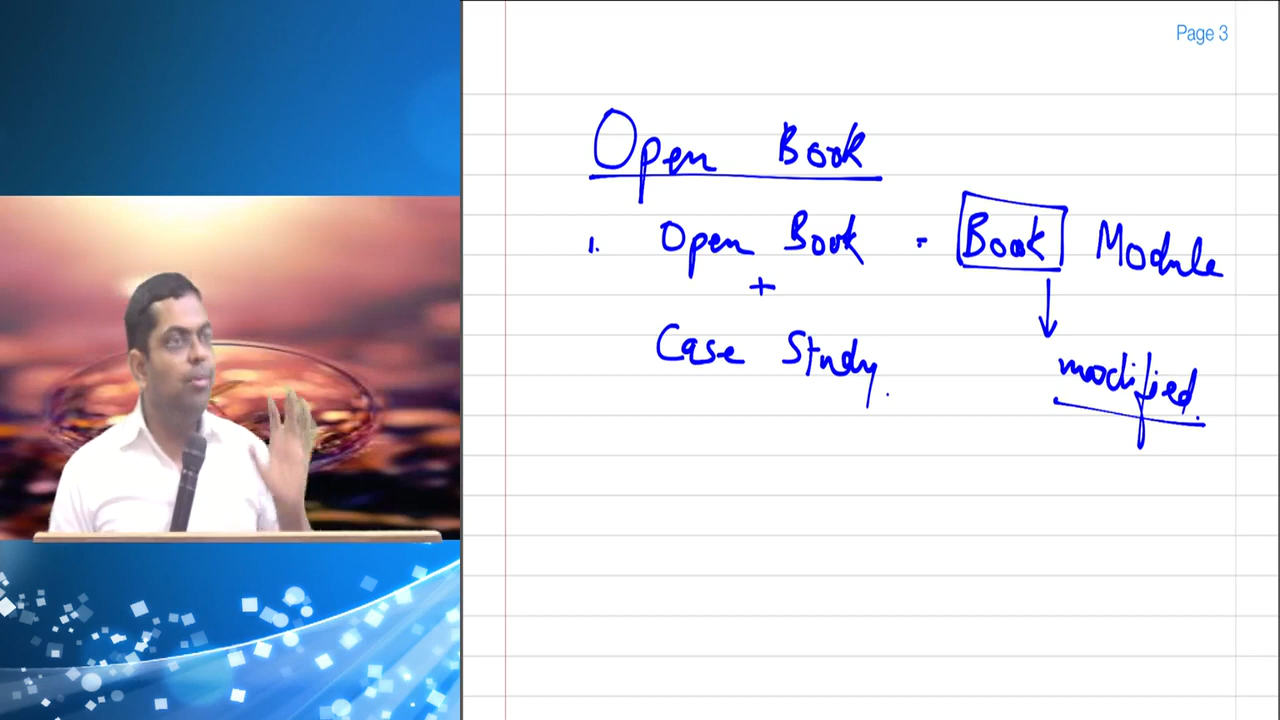 Page 3
Open Book
1. Open Book - Book Module
+
Case Study.
modified.